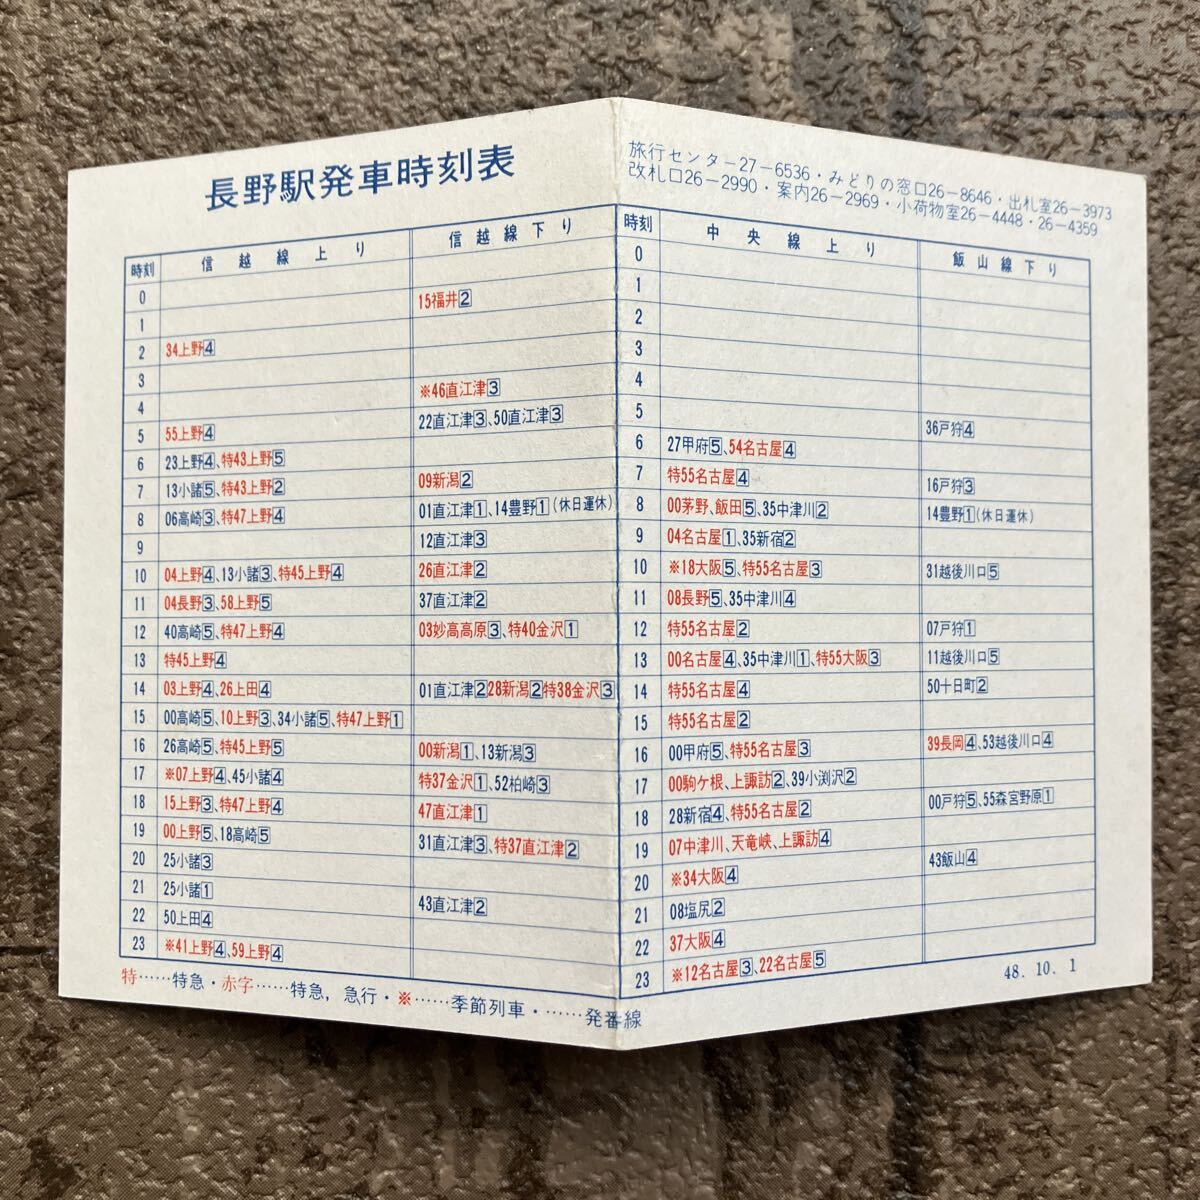 長野駅発車時刻表
時刻 信越線上り 信越線下り
0 15福井2
1
2 34上野4
3 ※46直江津3
4 22直江津3、50直江津3
5 55上野4
6 23上野4、特43上野5
7 13小諸5、特43上野2 09新潟2
8 06高崎3、特47上野4 01直江津1、14豊野1(休日運休)
9 12直江津3
10 04上野4、13小諸3、特45上野4 26直江津2
11 04長野3、58上野5 37直江津2
12 40高崎5、特47上野4 03妙高高原3、特40金沢1
13 特45上野4
14 03上野4、26上田4 01直江津2 28新潟2 特38金沢3
15 00高崎5、10上野3、34小諸5、特47上野1
16 26高崎5、特45上野5 00新潟1、13新潟3
17 ※07上野4、45小諸4 特37金沢1、52柏崎3
18 15上野3、特47上野4 47直江津1
19 00上野5、18高崎5 31直江津3、特37直江津2
20 25小諸3
21 25小諸1 43直江津2
22 50上田4
23 ※41上野4、59上野4
特……特急・赤字……特急,急行・※……季節列車・……発番線
旅行センター27−6536・みどりの窓口26−8646・出札室26−3973
改札口26−2990・案内26−2969・小荷物室26−4448・26−4359
時刻 中央線上り 飯山線下り
0
1
2
3
4
5 36戸狩4
6 27甲府5、54名古屋4
7 特55名古屋4 16戸狩3
8 00茅野、飯田5、35中津川2 14豊野1(休日運休)
9 04名古屋1、35新宿2
10 ※18大阪5、特55名古屋3 31越後川口5
11 08長野5、35中津川4
12 特55名古屋2 07戸狩1
13 00名古屋4、35中津川1、特55大阪3 11越後川口5
14 特55名古屋4 50十日町2
15 特55名古屋2
16 00甲府5、特55名古屋3 39長岡4、53越後川口4
17 00駒ケ根、上諏訪2、39小渕沢2
18 28新宿4、特55名古屋2 00戸狩5、55森宮野原1
19 07中津川、天竜峡、上諏訪4
20 ※34大阪4 43飯山4
21 08塩尻2
22 37大阪4
23 ※12名古屋3、22名古屋5
48.10.1